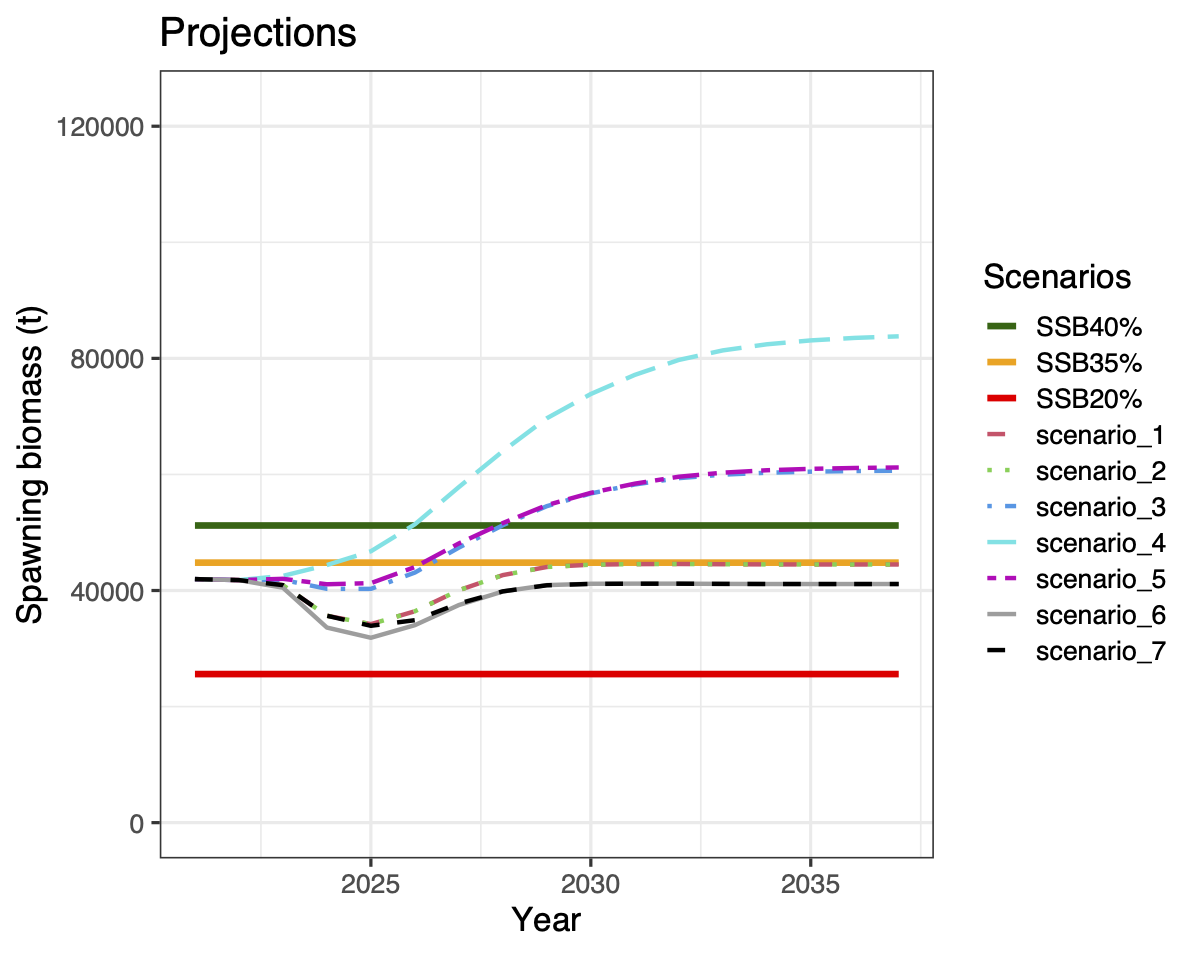 Projections
120000
80000
40000
0
Spawning biomass (t)
2025
2030
2035
Year
Scenarios
SSB40%
SSB35%
SSB20%
scenario_1
scenario_2
scenario_3
scenario_4
scenario_5
scenario_6
scenario_7